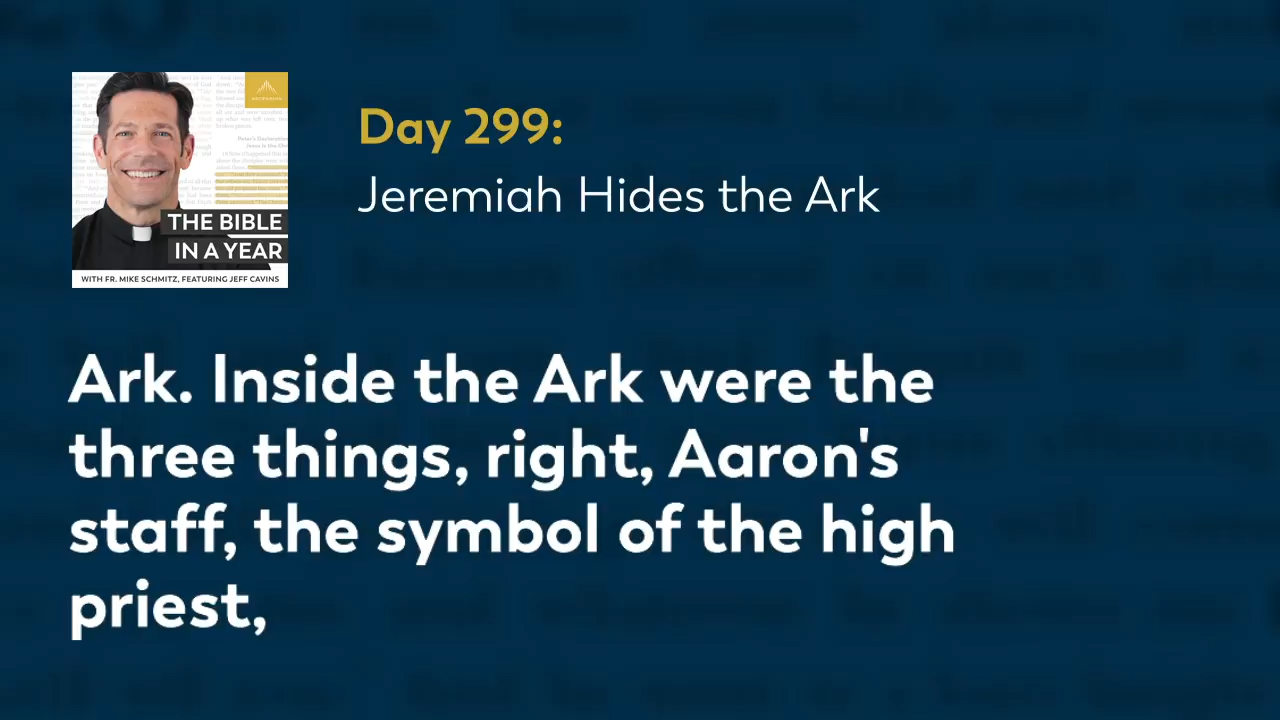 Day 299:
Jeremiah Hides the Ark
THE BIBLE
IN A YEAR
WITH FR. MIKE SCHMITZ, FEATURING JEFF CAVINS
Ark. Inside the Ark were the
three things, right, Aaron's
staff, the symbol of the high
priest,